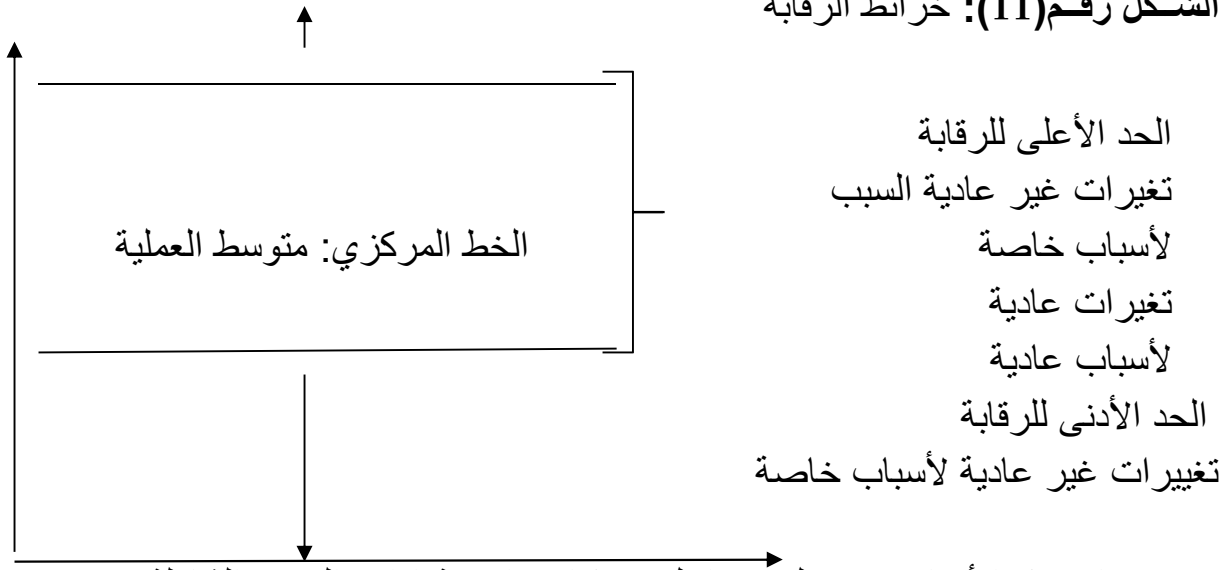 الشكل رقم(11): خرائط الرقابة
الحد الأعلى للرقابة
تغيرات غير عادية السبب
لأسباب خاصة
الخط المركزي: متوسط العملية
تغيرات عادية
لأسباب عادية
الحد الأدنى للرقابة
تغييرات غير عادية لأسباب خاصة